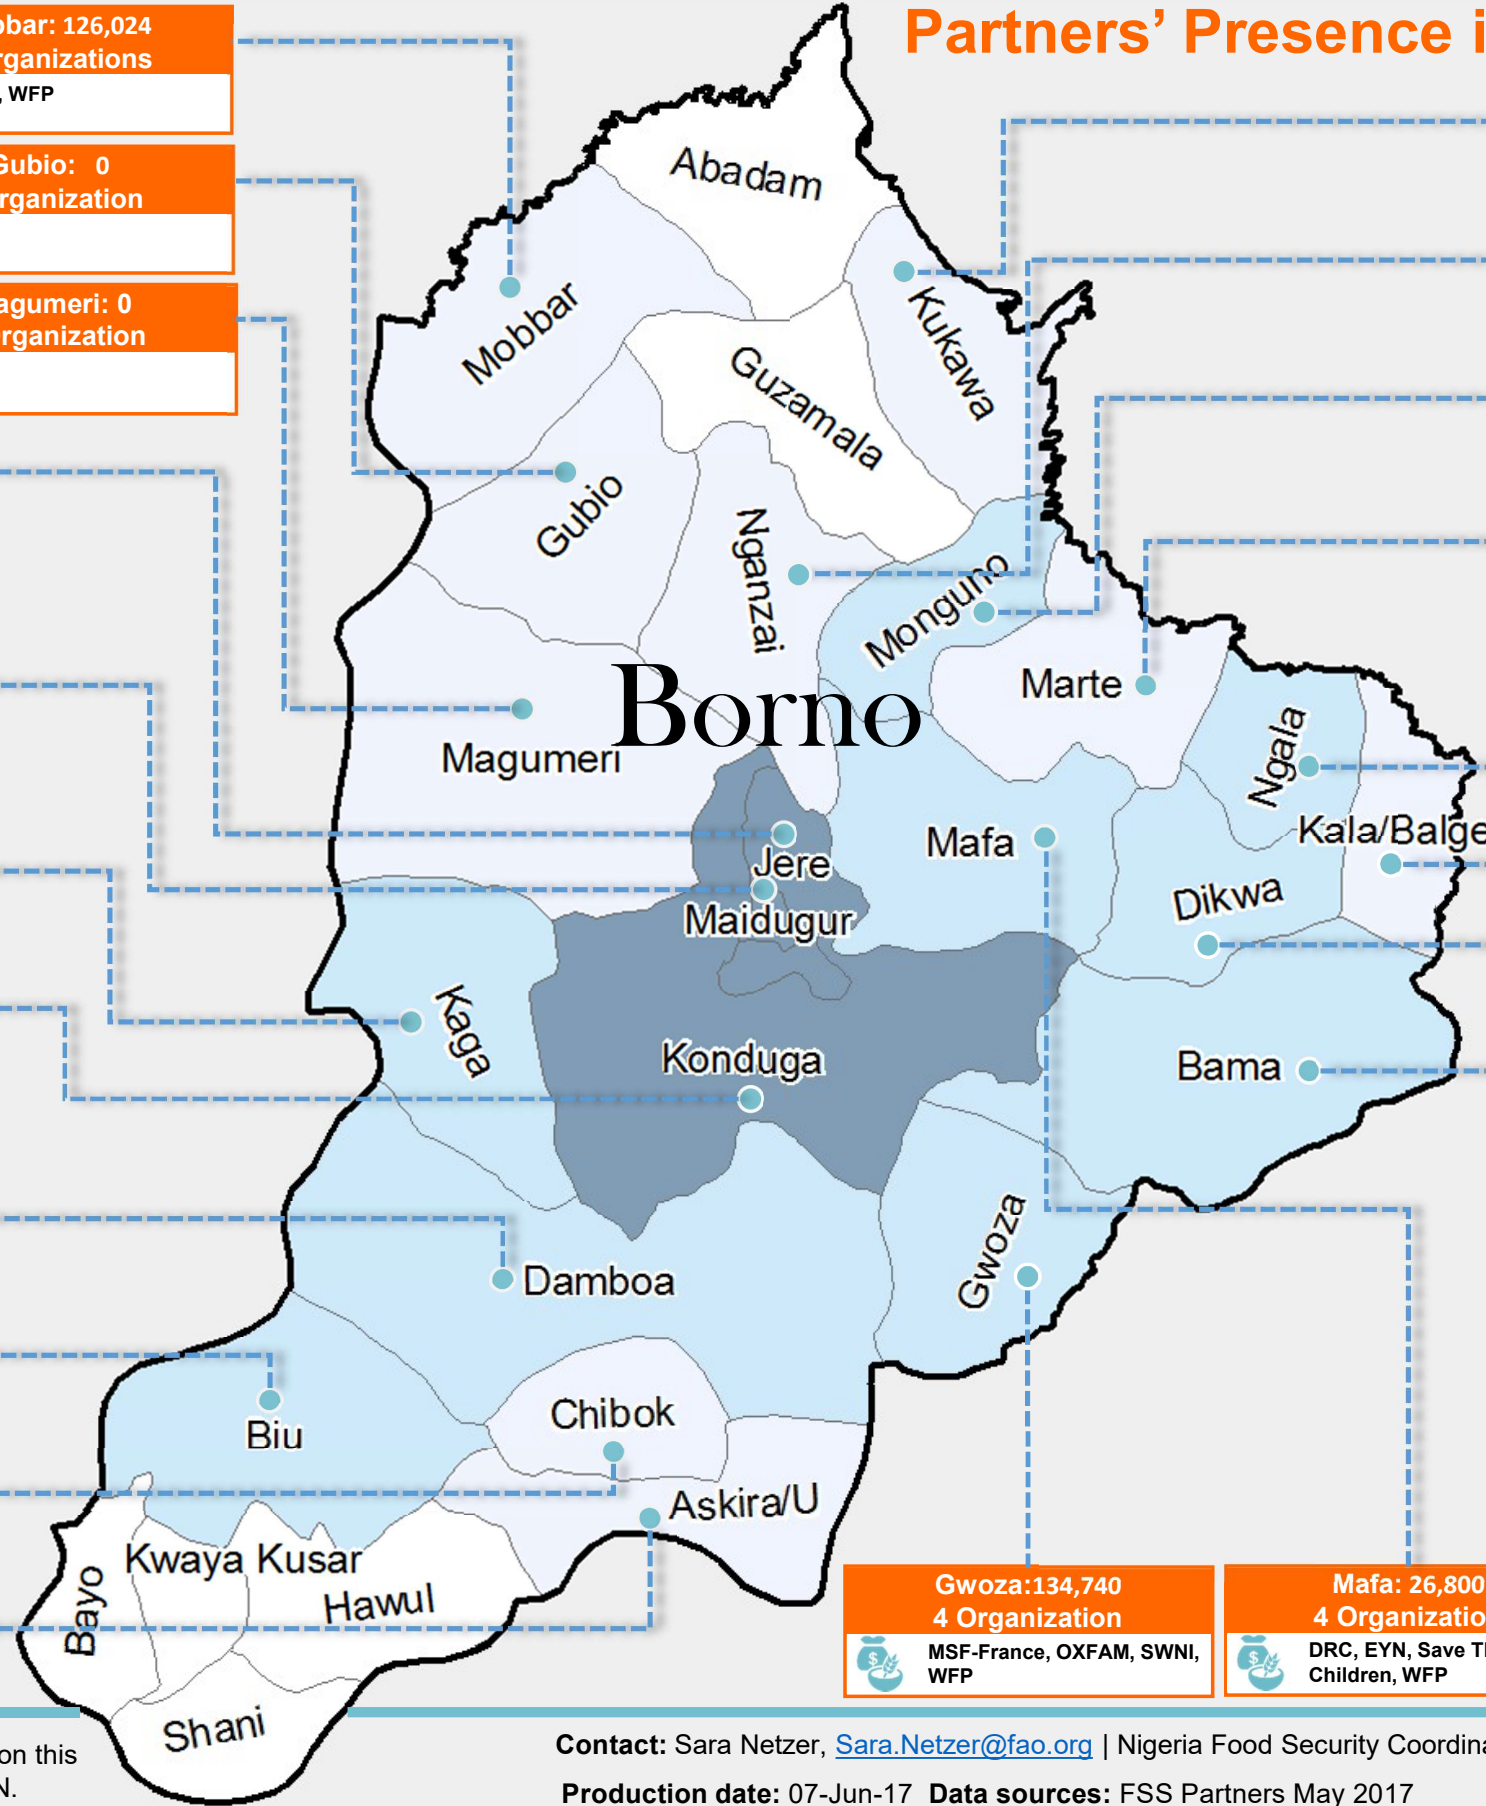 Partners’ Presence i
bbar: 126,024
rganizations
, WFP
Gubio: 0
rganization
agumeri: 0
rganization
Abadam
Mobbar
Kukawa
Guzamala
Gubio
Nganzai
Monguno
Marte
Borno
Magumeri
Ngala
Mafa
Kala/Balge
Jere
Dikwa
Maidugur
Kaga
Konduga
Bama
Gwoza
Damboa
Chibok
Biu
Askira/U
Kwaya Kusar
Bayo
Hawul
Shani
Gwoza:134,740
4 Organization
MSF-France, OXFAM, SWNI,
WFP
Mafa: 26,800
4 Organizatio
DRC, EYN, Save T
Children, WFP
on this
N.
Contact: Sara Netzer, Sara.Netzer@fao.org | Nigeria Food Security Coordina
Production date: 07-Jun-17 Data sources: FSS Partners May 2017